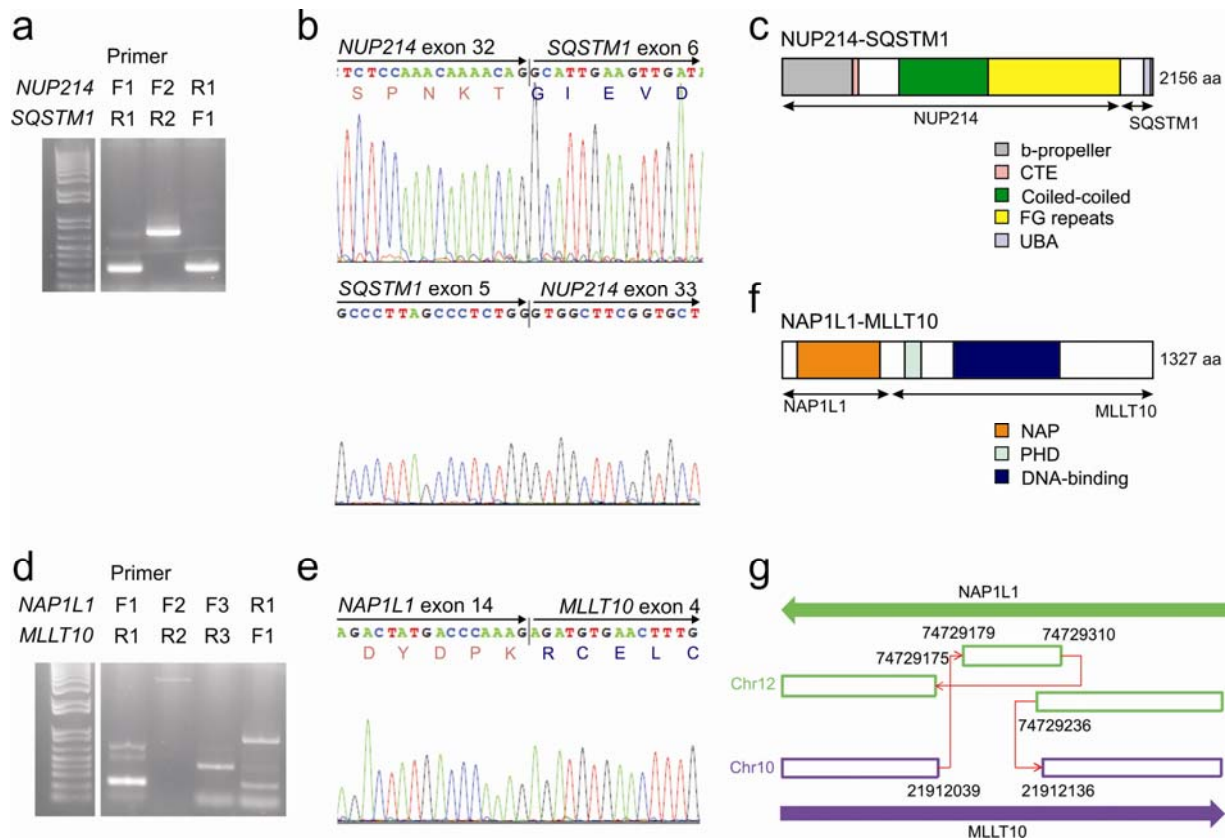 a
Primer
NUP214 F1 F2 R1
SQSTM1 R1 R2 F1
b
NUP214 exon 32 SQSTM1 exon 6
TCTCCAAACAAAACAGGCATTGAAGTTGAT
S P N K T G I E V D
SQSTM1 exon 5 NUP214 exon 33
GCCCTTAGCCCTCTGGGTGGCTTCGGTGCT
c
NUP214-SQSTM1
2156 aa
NUP214
SQSTM1
b-propeller
CTE
Coiled-coiled
FG repeats
UBA
f
NAP1L1-MLLT10
1327 aa
NAP1L1
MLLT10
NAP
PHD
DNA-binding
d
Primer
NAP1L1 F1 F2 F3 R1
MLLT10 R1 R2 R3 F1
e
NAP1L1 exon 14 MLLT10 exon 4
AGACTATGACCCAAAGAGATGTGAACTTTG
D Y D P K R C E L C
g
NAP1L1
74729179 74729310
74729175
Chr12
74729236
Chr10
21912039 21912136
MLLT10